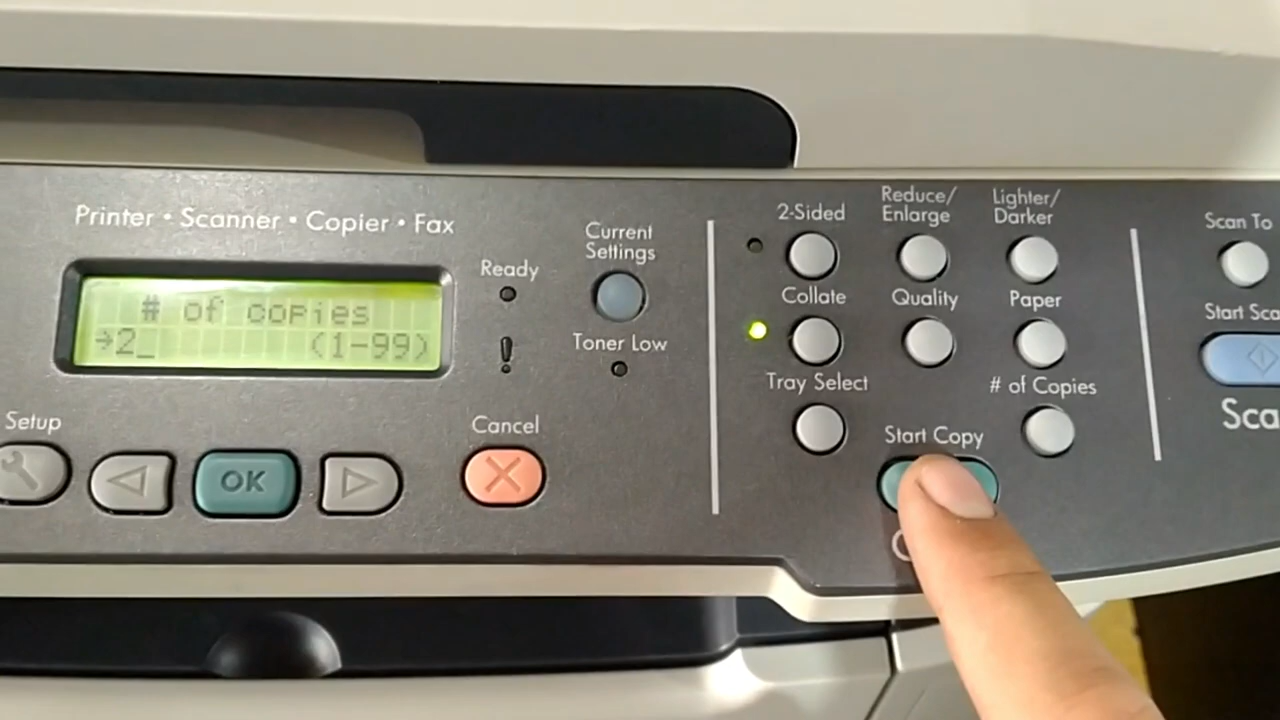 Printer • Scanner • Copier • Fax
# of copies
→2_ (1-99)
Setup
OK
Cancel
Ready
!
Current
Settings
Toner Low
2-Sided
Reduce/
Enlarge
Lighter/
Darker
Collate
Quality
Paper
Tray Select
# of Copies
Start Copy
C
Scan To
Start Sca
Sca